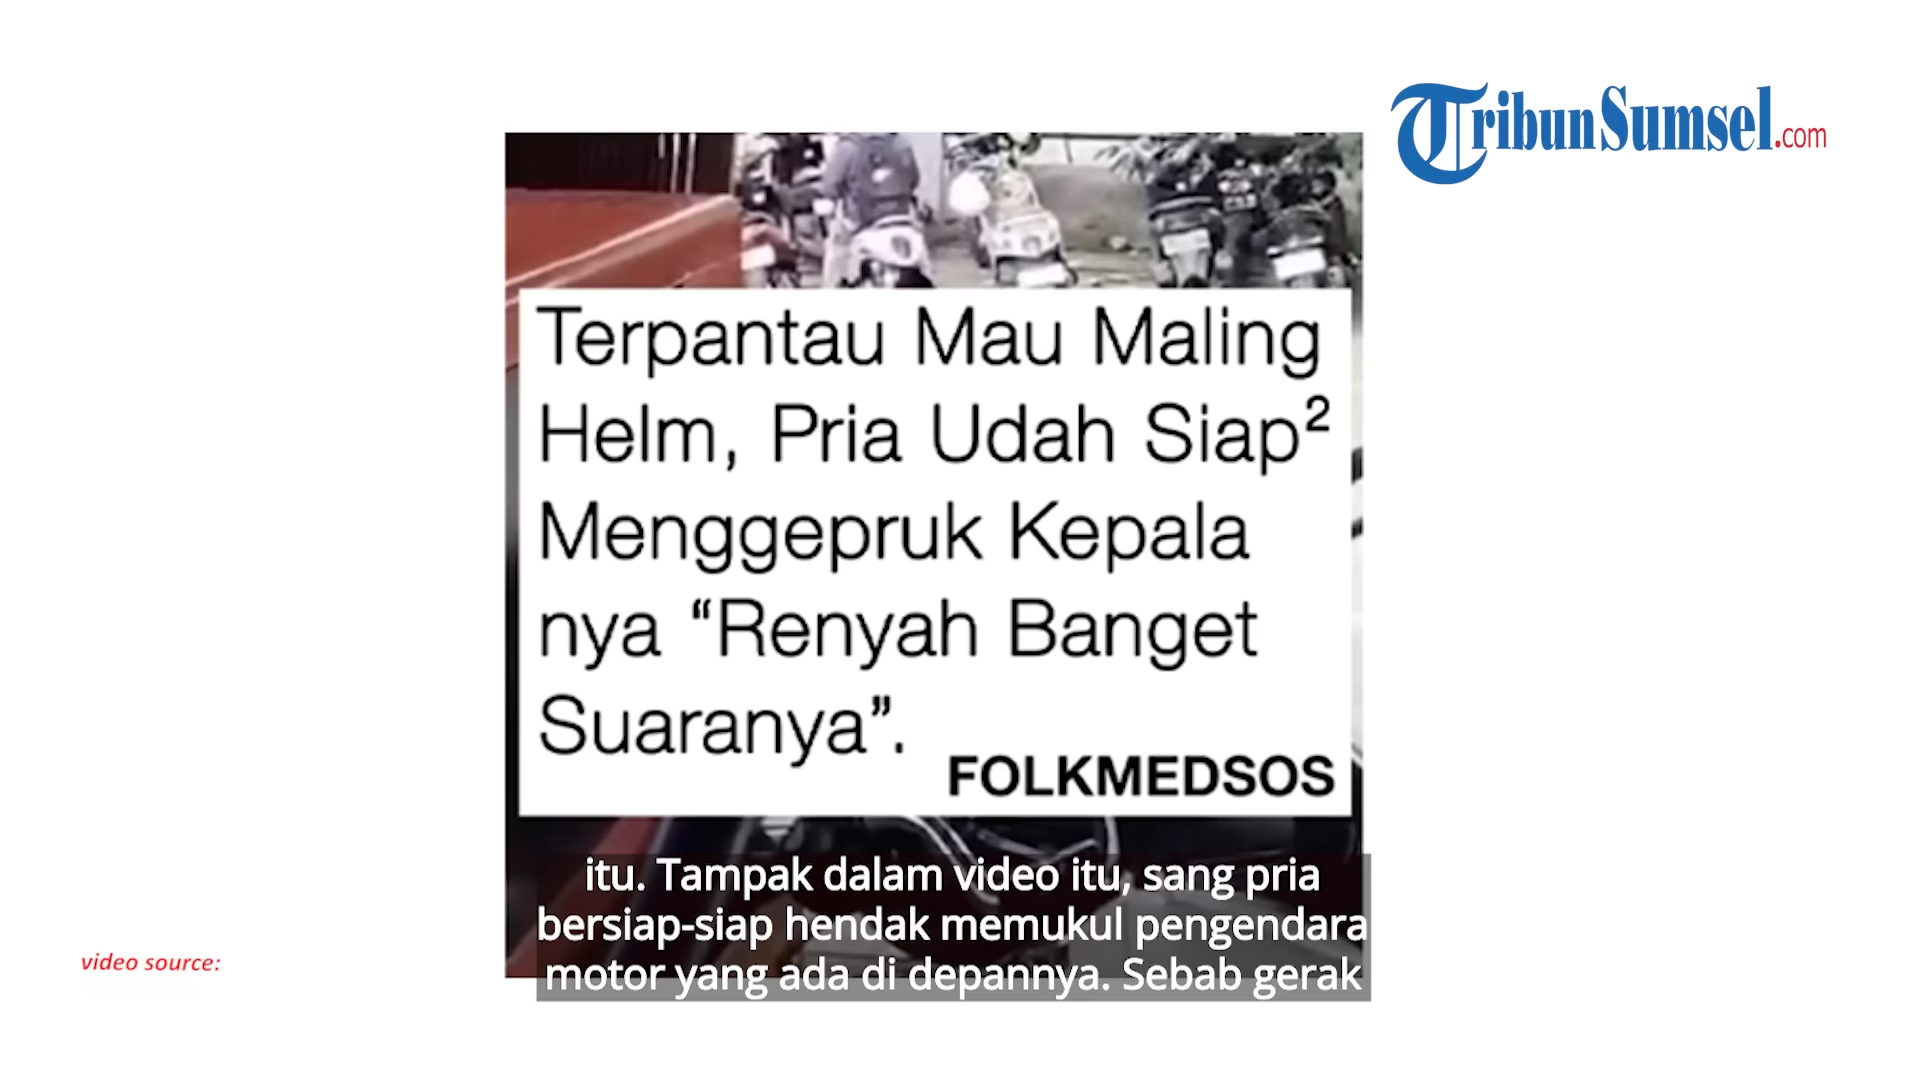 TribunSumsel.com
Terpantau Mau Maling
Helm, Pria Udah Siap²
Menggepruk Kepala
nya “Renyah Banget
Suaranya”.
FOLKMEDSOS
itu. Tampak dalam video itu, sang pria
bersiap-siap hendak memukul pengendara
motor yang ada di depannya. Sebab gerak
video source: